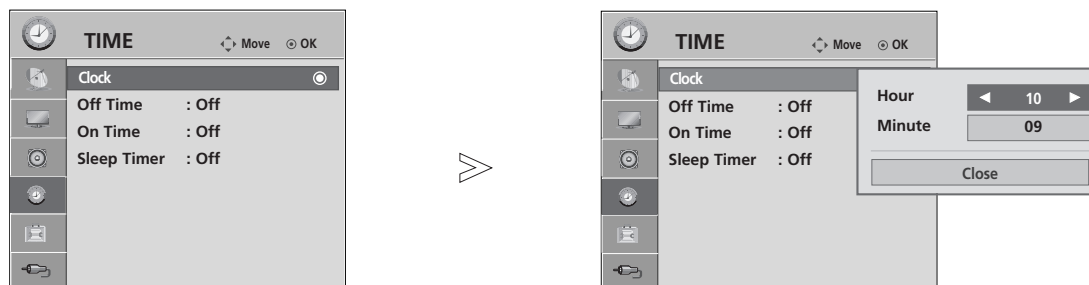 TIME Move OK
Clock
Off Time : Off
On Time : Off
Sleep Timer : Off
TIME Move OK
Clock
Off Time : Off
On Time : Off
Sleep Timer : Off
Hour 10
Minute 09
Close